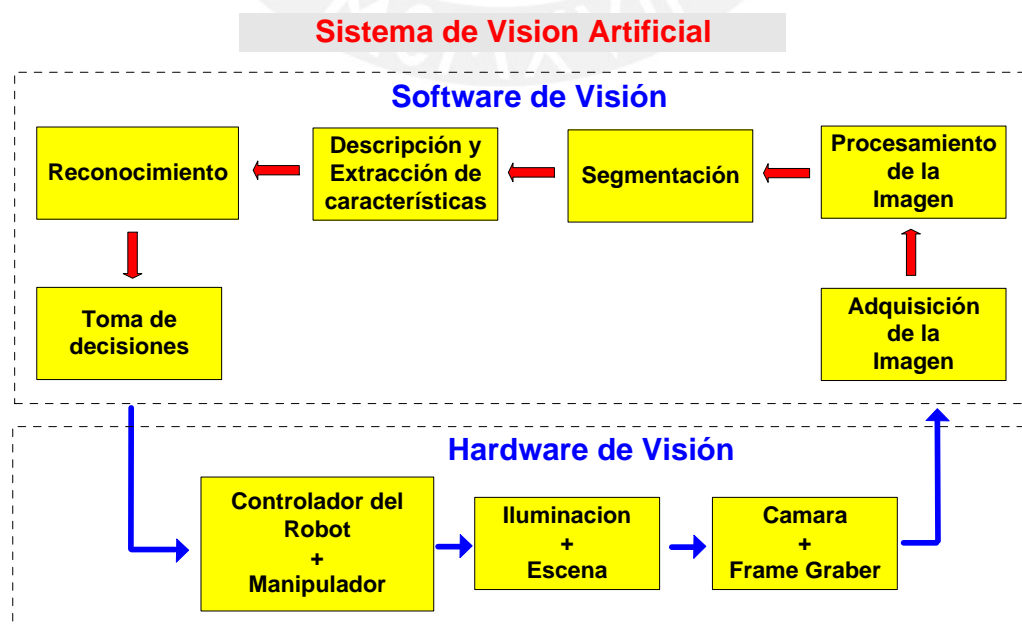 Sistema de Vision Artificial
Software de Visión
Reconocimiento
Descripción y
Extracción de
características
Segmentación
Procesamiento
de la
Imagen
Toma de
decisiones
Adquisición
de la
Imagen
Hardware de Visión
Controlador del
Robot
+
Manipulador
Iluminacion
+
Escena
Camara
+
Frame Graber